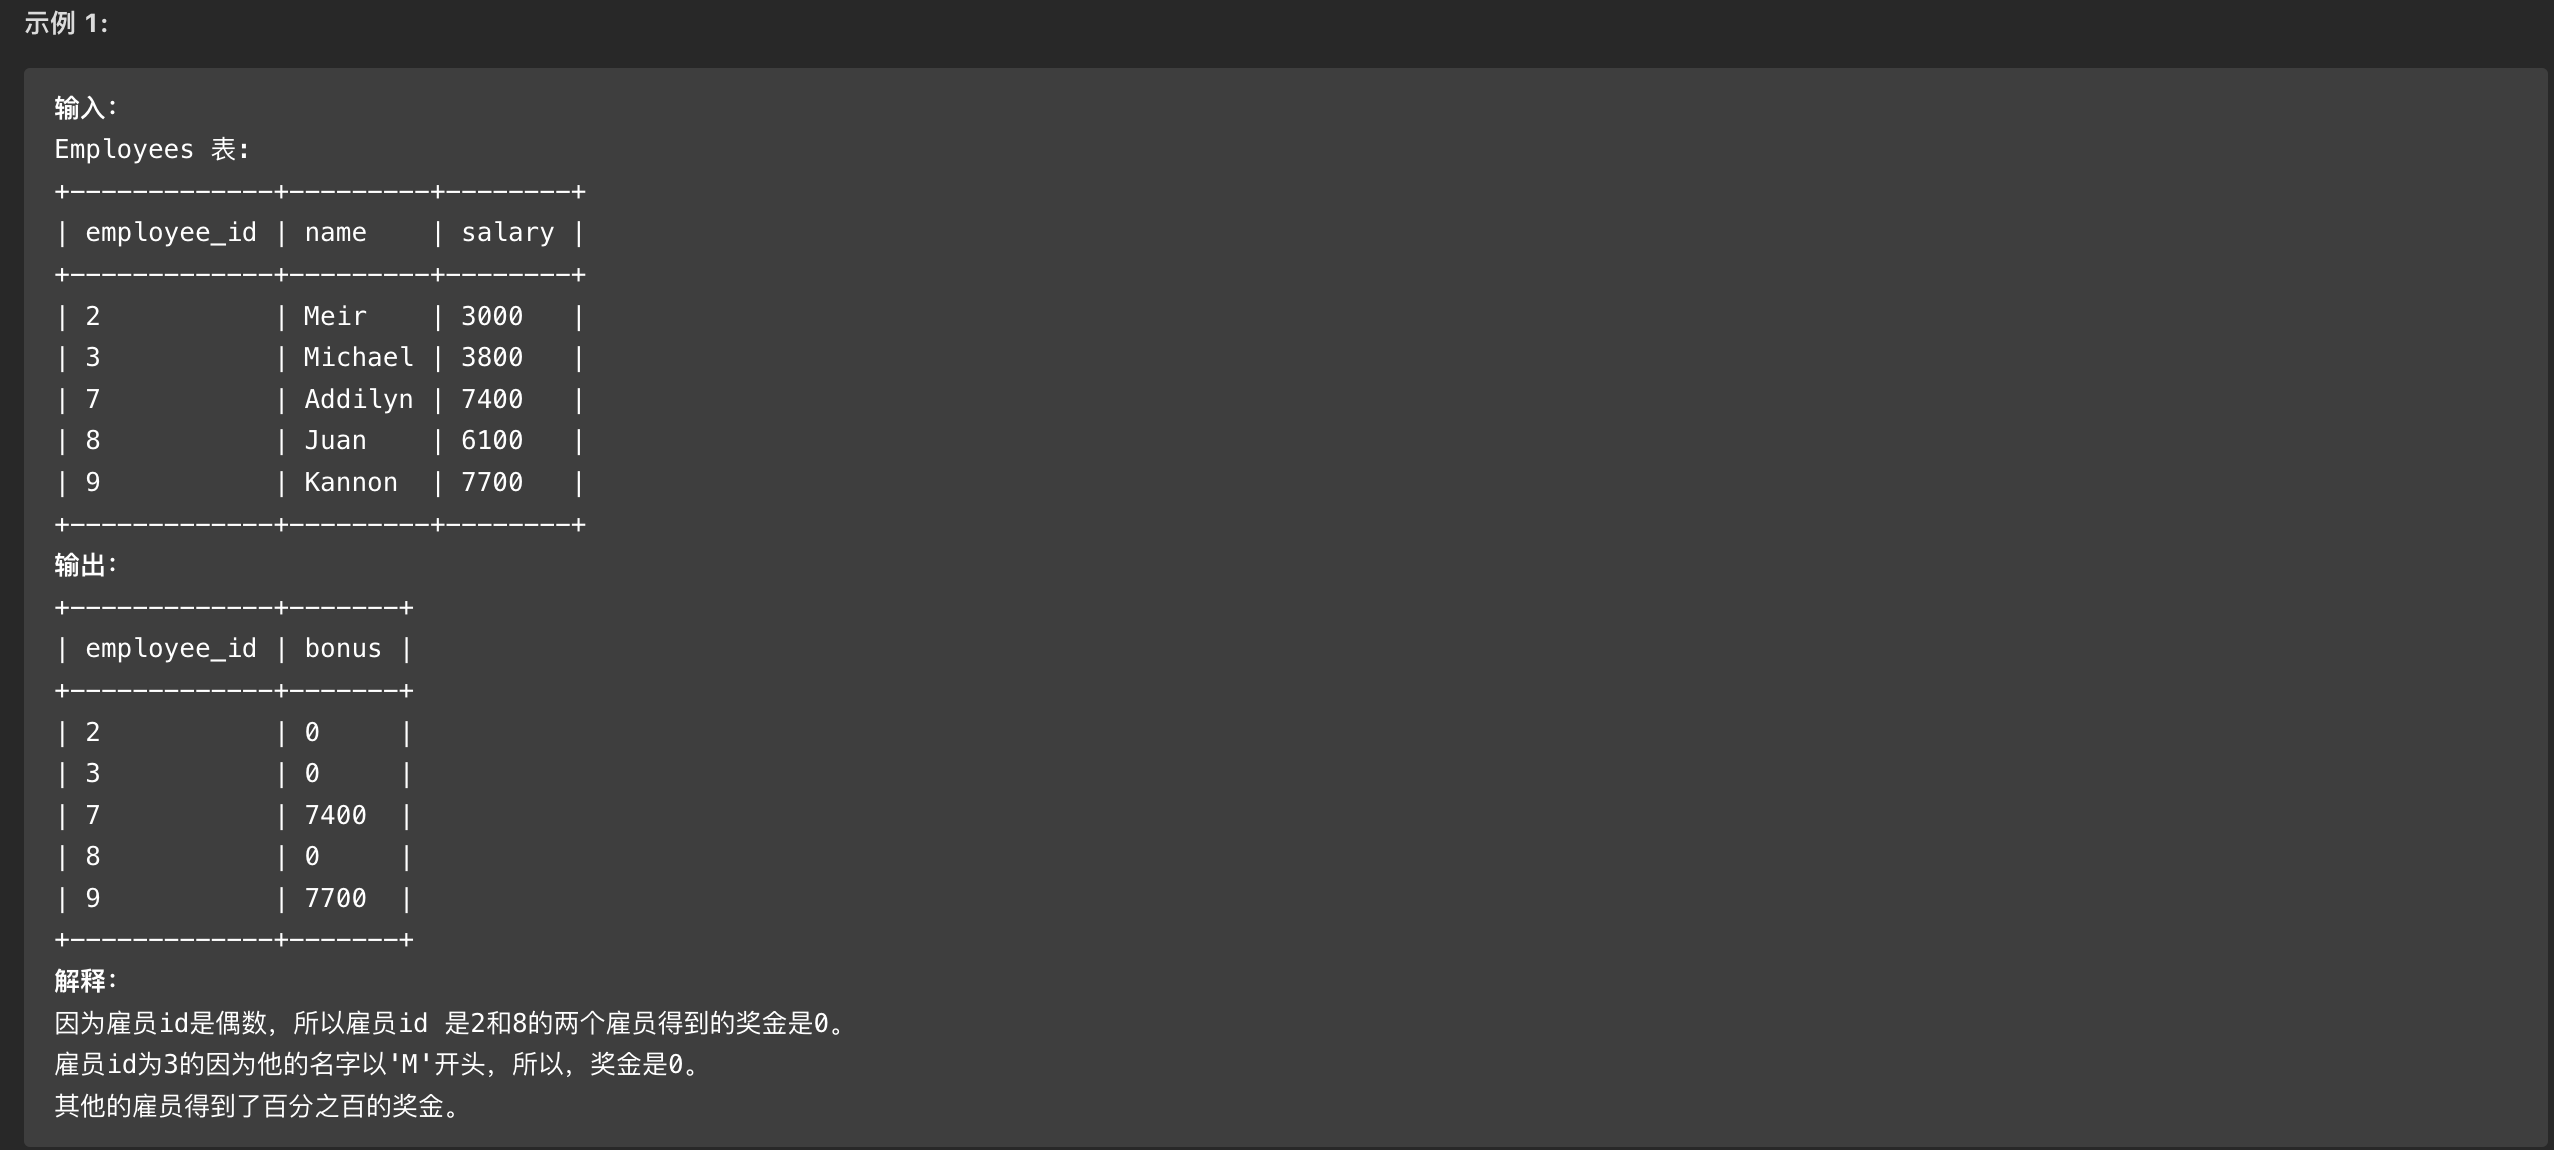 示例 1:
输入：
Employees 表:
+-------------+---------+--------+
| employee_id | name    | salary |
+-------------+---------+--------+
| 2           | Meir    | 3000   |
| 3           | Michael | 3800   |
| 7           | Addilyn | 7400   |
| 8           | Juan    | 6100   |
| 9           | Kannon  | 7700   |
+-------------+---------+--------+
输出：
+-------------+-------+
| employee_id | bonus |
+-------------+-------+
| 2           | 0     |
| 3           | 0     |
| 7           | 7400  |
| 8           | 0     |
| 9           | 7700  |
+-------------+-------+
解释：
因为雇员id是偶数，所以雇员id 是2和8的两个雇员得到的奖金是0。
雇员id为3的因为他的名字以'M'开头，所以，奖金是0。
其他的雇员得到了百分之百的奖金。